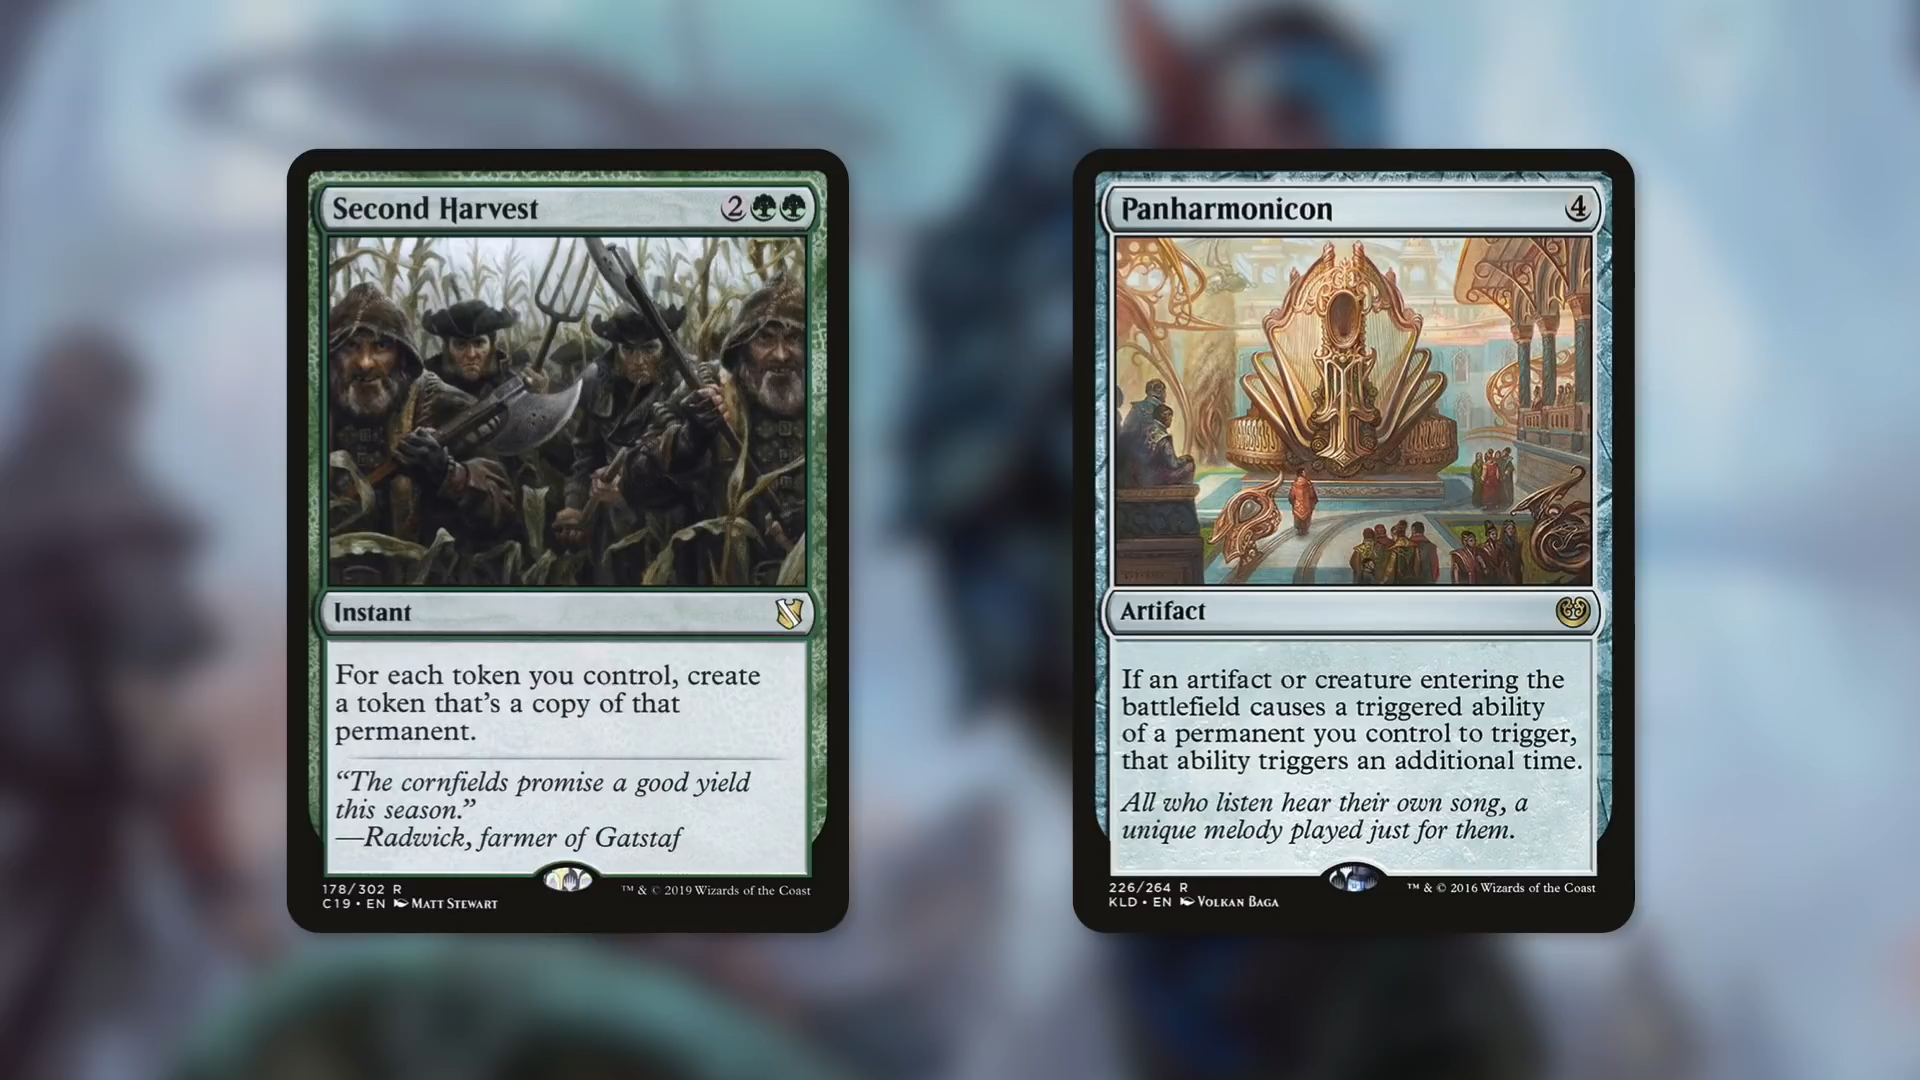 Second Harvest 2
Instant
For each token you control, create
a token that's a copy of that
permanent.
“The cornfields promise a good yield
this season.”
—Radwick, farmer of Gatstaf
178/302 R
C19 • EN MATT STEWART
™ & © 2019 Wizards of the Coast
Panharmonicon 4
Artifact
If an artifact or creature entering the
battlefield causes a triggered ability
of a permanent you control to trigger,
that ability triggers an additional time.
All who listen hear their own song, a
unique melody played just for them.
226/264 R
KLD • EN VOLKAN BAGA
™ & © 2016 Wizards of the Coast